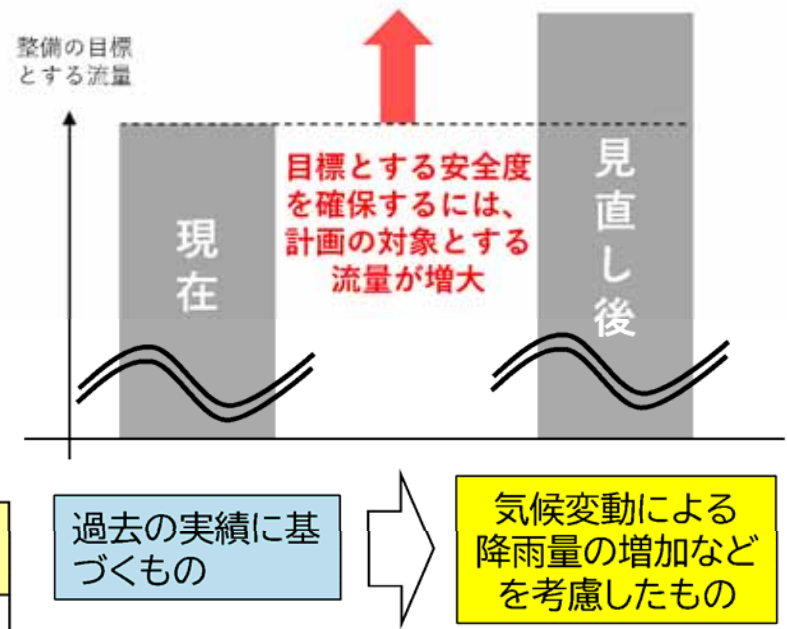 整備の目標
とする流量
目標とする安全度
を確保するには、
計画の対象とする
流量が増大
現在
見直し後
過去の実績に基
づくもの
気候変動による
降雨量の増加など
を考慮したもの